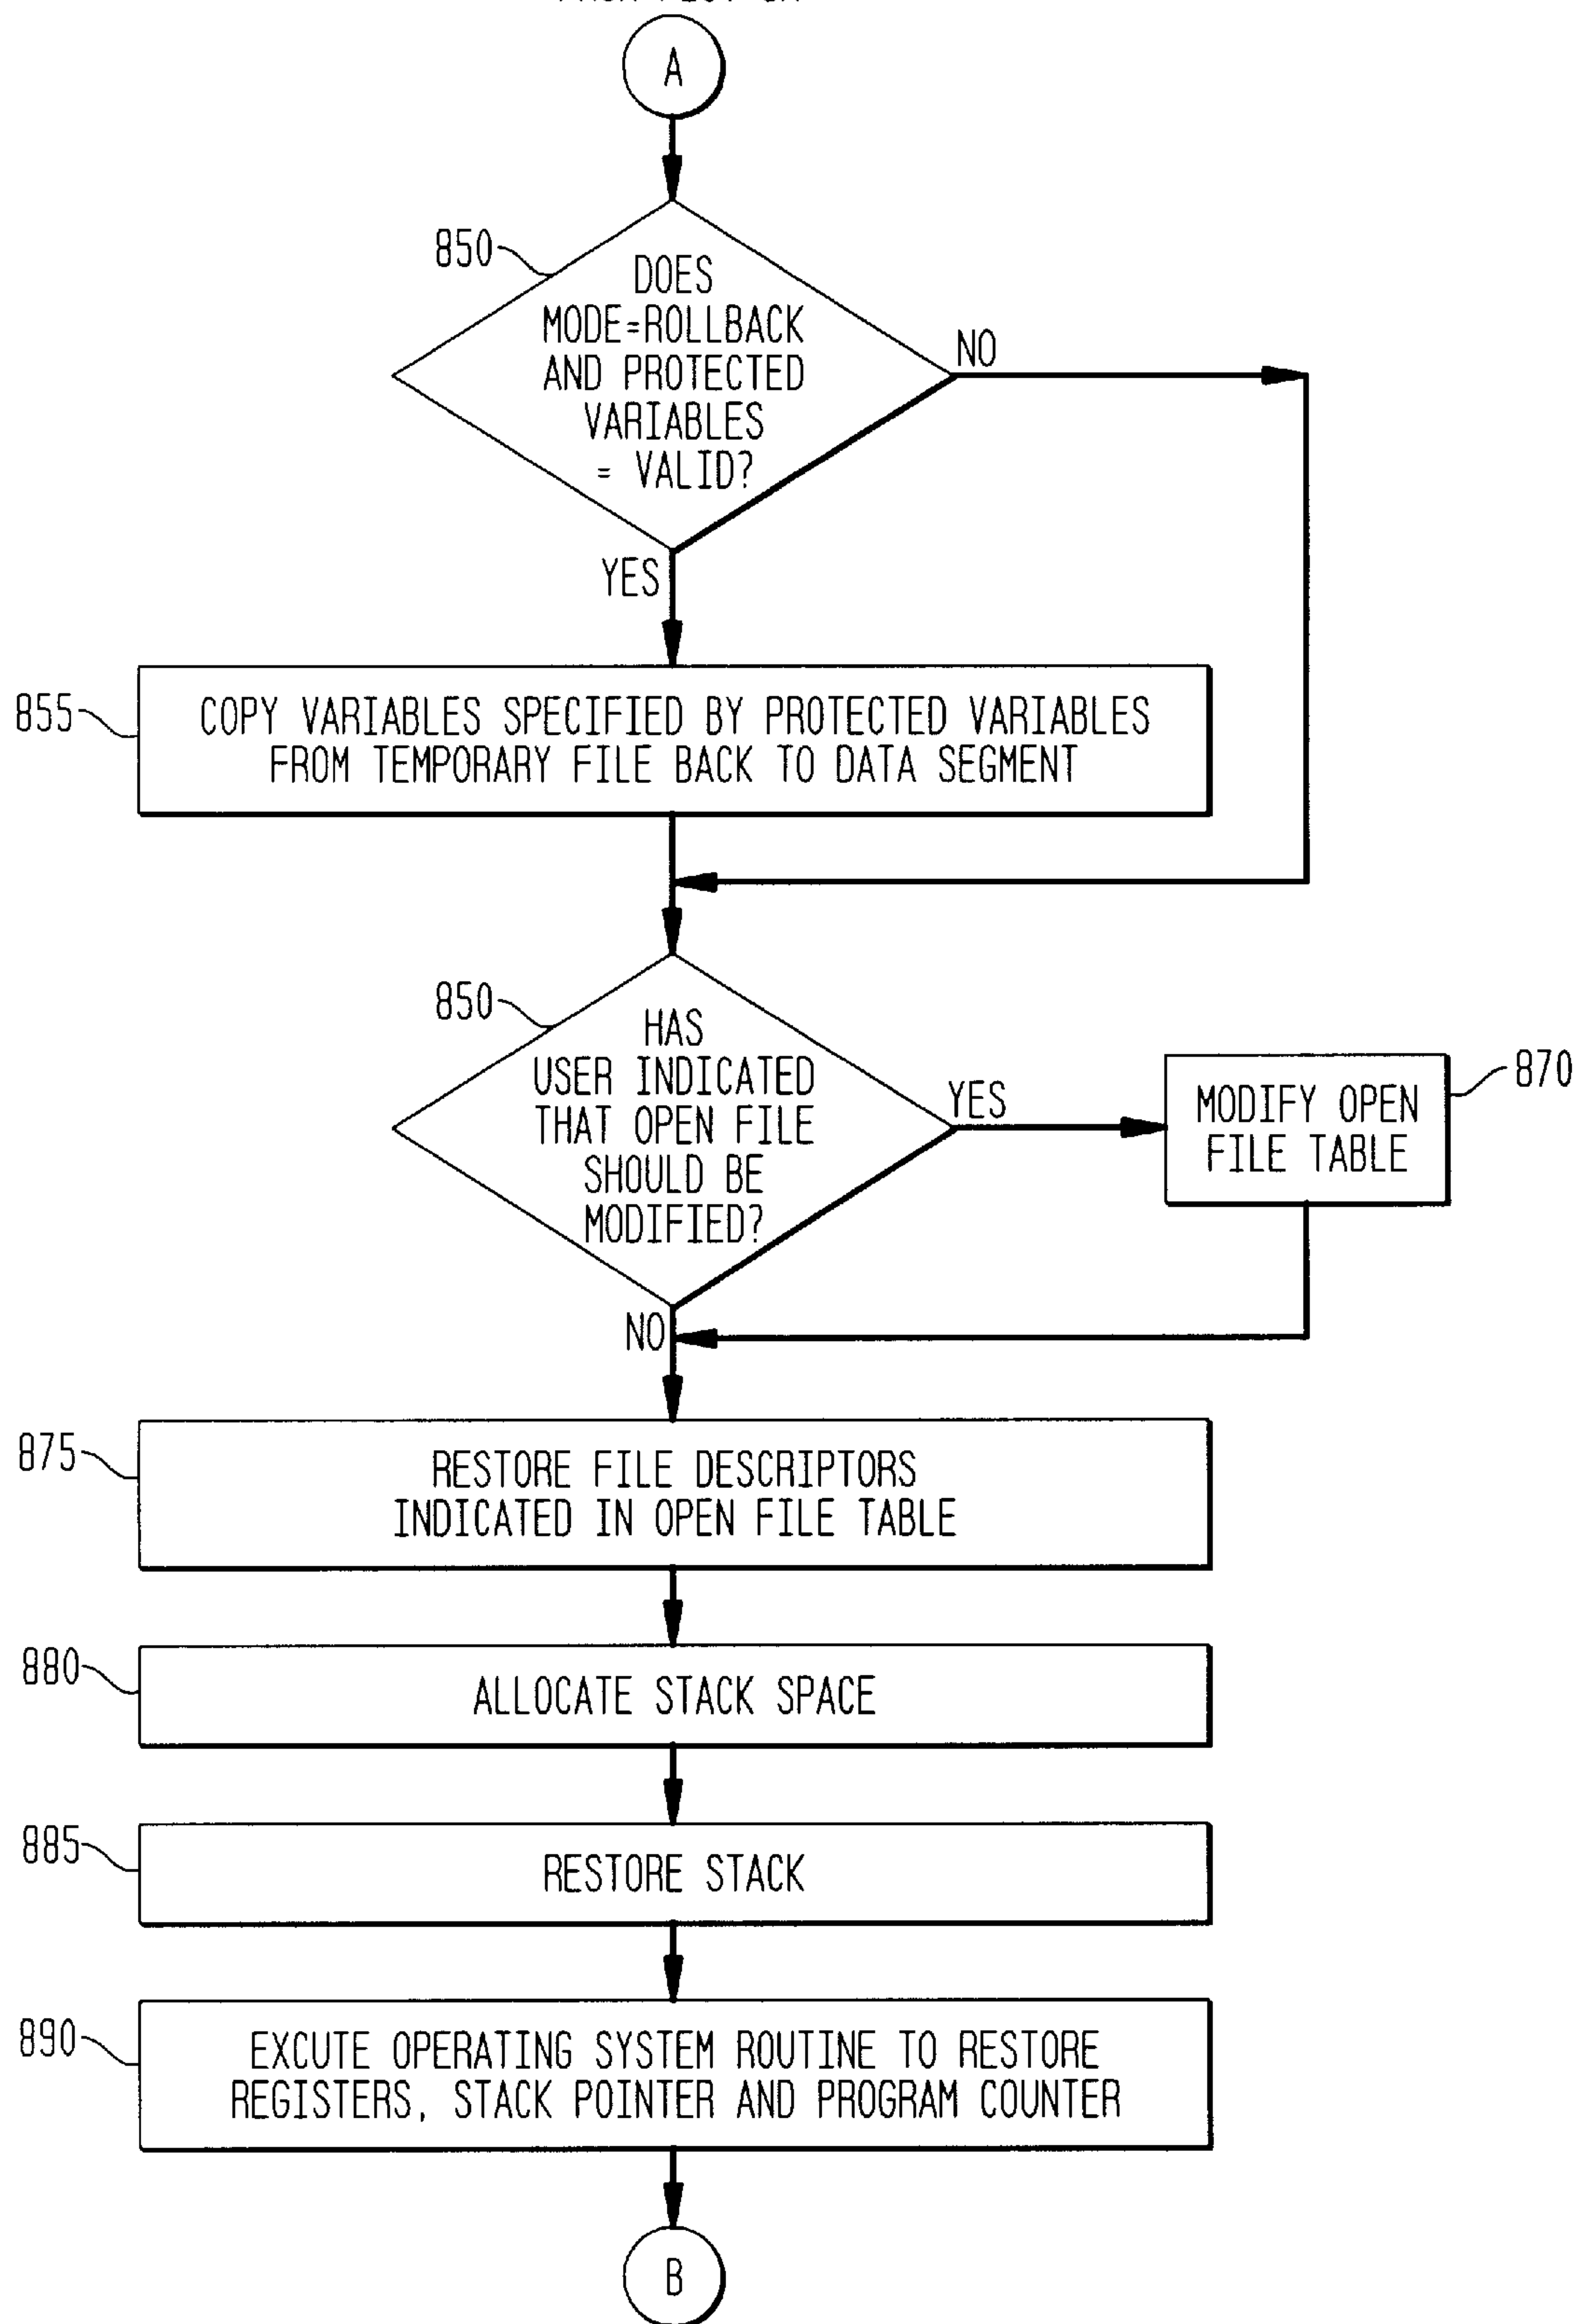 A
850
DOES
MODE=ROLLBACK
AND PROTECTED
VARIABLES
= VALID?
NO
YES
855
COPY VARIABLES SPECIFIED BY PROTECTED VARIABLES
FROM TEMPORARY FILE BACK TO DATA SEGMENT
850
HAS
USER INDICATED
THAT OPEN FILE
SHOULD BE
MODIFIED?
YES
870
MODIFY OPEN
FILE TABLE
NO
875
RESTORE FILE DESCRIPTORS
INDICATED IN OPEN FILE TABLE
880
ALLOCATE STACK SPACE
885
RESTORE STACK
890
EXCUTE OPERATING SYSTEM ROUTINE TO RESTORE
REGISTERS, STACK POINTER AND PROGRAM COUNTER
B